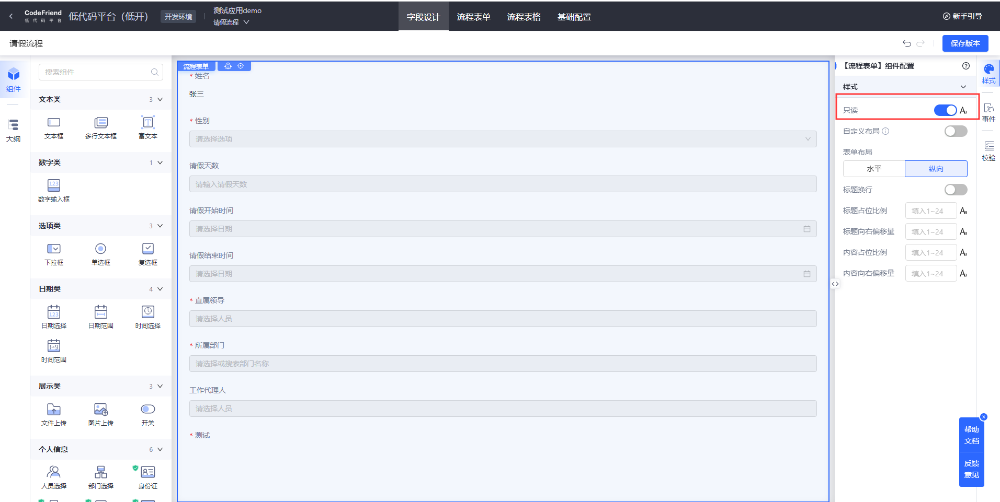 CodeFriend
低代码平台
低代码平台（低开）
开发环境
测试应用demo
请假流程
字段设计
流程表单
流程表格
基础配置
新手引导
请假流程
保存版本
组件
大纲
搜索组件
文本类
3
文本框
多行文本框
富文本
数字类
1
123
数字输入框
选项类
3
下拉框
单选框
复选框
日期类
4
123
日期选择
日期范围
时间选择
1-9
时间范围
展示类
3
文件上传
图片上传
开关
个人信息
6
人员选择
部门选择
身份证
流程表单
* 姓名
张三
* 性别
请选择选项
请假天数
请输入请假天数
请假开始时间
请选择日期
请假结束时间
请选择日期
* 直属领导
请选择人员
* 所属部门
请选择或搜索部门名称
工作代理人
请选择人员
* 测试
【流程表单】组件配置
样式
只读
自定义布局
表单布局
水平
纵向
标题换行
标题占位比例
填入1~24
标题向右偏移量
填入1~24
内容占位比例
填入1~24
内容向右偏移量
填入1~24
样式
事件
校验
帮助
文档
反馈
意见